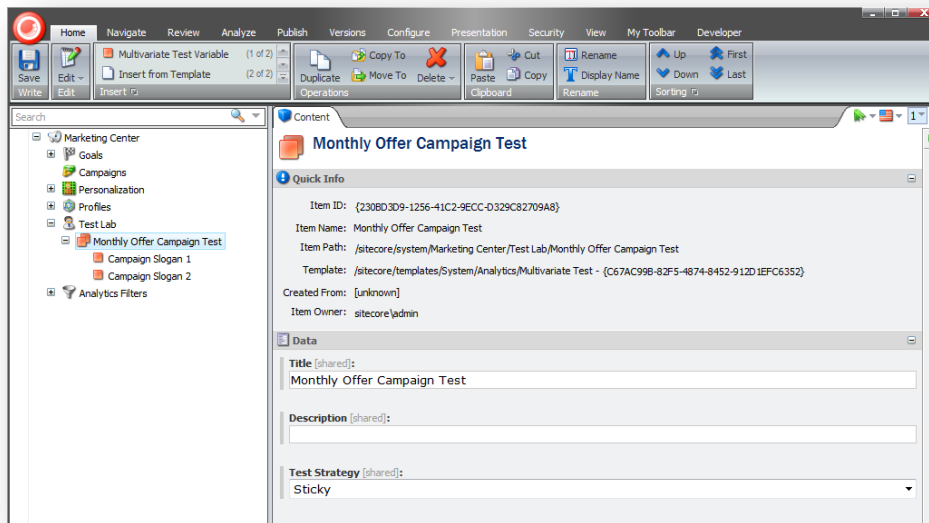 Home Navigate Review Analyze Publish Versions Configure Presentation Security View My Toolbar Developer
Multivariate Test Variable (1 of 2) Copy To Cut Rename Up First
Insert from Template (2 of 2) Move To Copy Display Name Down Last
Save Edit Duplicate Delete Paste
Write Edit Insert Operations Clipboard Rename Sorting
Search
Content
1
Marketing Center
Goals
Campaigns
Personalization
Profiles
Test Lab
Monthly Offer Campaign Test
Campaign Slogan 1
Campaign Slogan 2
Analytics Filters
Monthly Offer Campaign Test
Quick Info
Item ID: {230BD3D9-1256-41C2-9ECC-D329C82709A8}
Item Name: Monthly Offer Campaign Test
Item Path: /sitecore/system/Marketing Center/Test Lab/Monthly Offer Campaign Test
Template: /sitecore/templates/System/Analytics/Multivariate Test - {C67AC99B-82F5-4874-8452-912D1EFC6352}
Created From: [unknown]
Item Owner: sitecore\admin
Data
Title [shared]:
Monthly Offer Campaign Test
Description [shared]:
Test Strategy [shared]:
Sticky